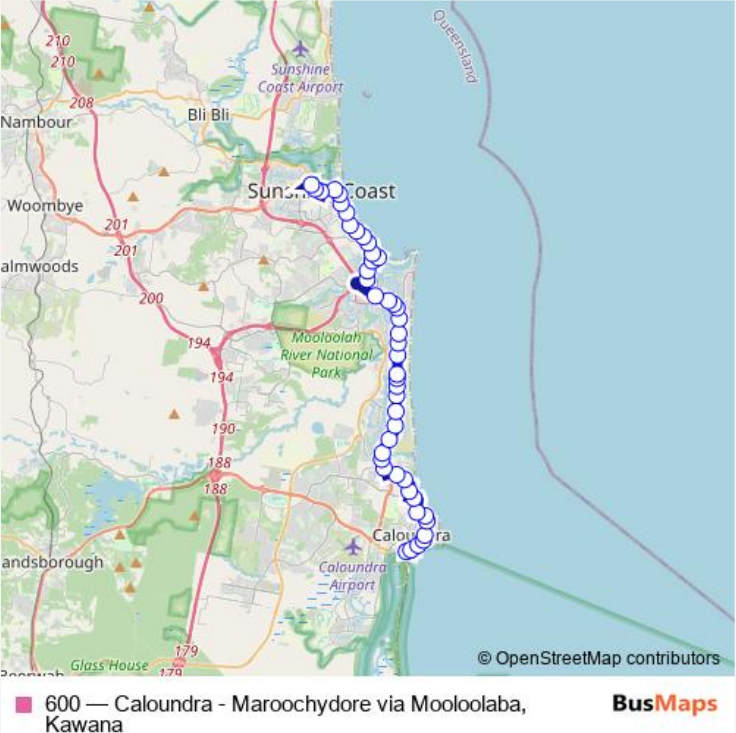 210
210
Sunshine
Coast Airport
Queensland
208
Bli Bli
Nambour
Sunsh
Coast
Woombye
201
201
almwoods
200
194
Mooloolah
River National
Park
194
190
188
188
Caloundra
andsborough
Caloundra
Airport
179
Glass House
179
Beerwah
© OpenStreetMap contributors
600 — Caloundra - Maroochydore via Mooloolaba,
Kawana
BusMaps